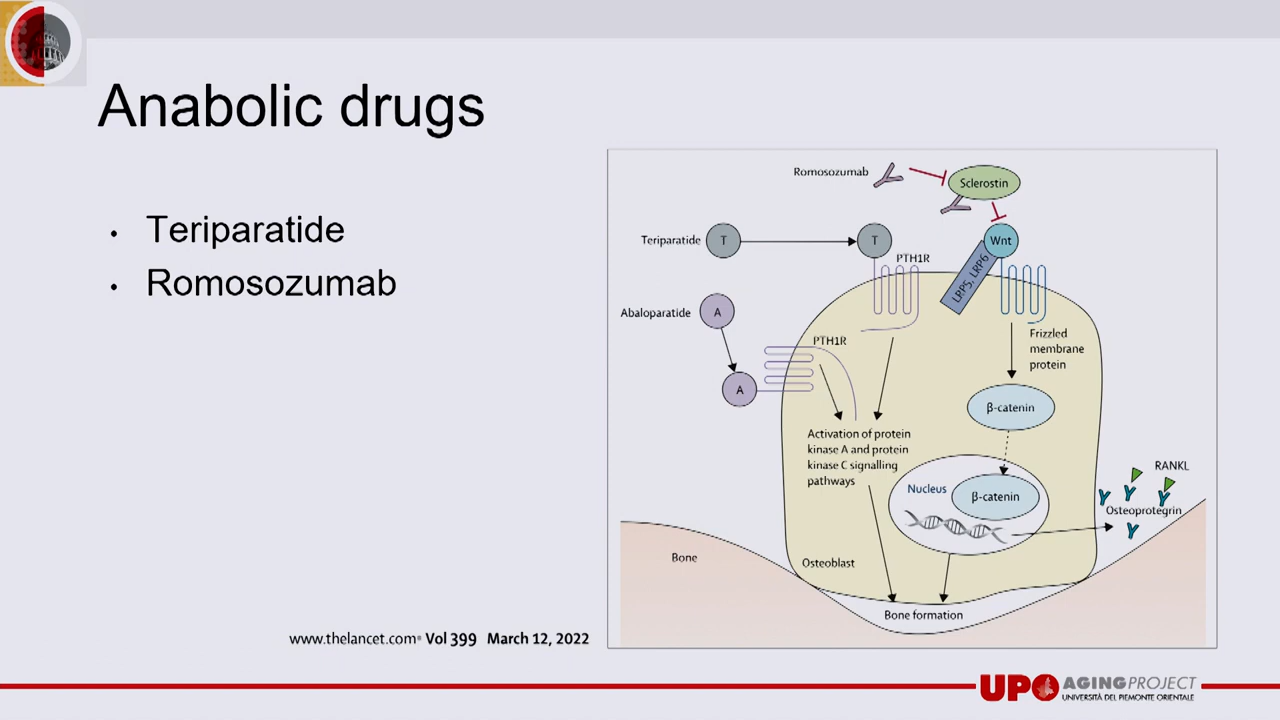 Anabolic drugs
• Teriparatide
• Romosozumab
Romosozumab
Sclerostin
Teriparatide
T
T
PTH1R
Wnt
LRP5, LRP6
Abaloparatide
A
A
PTH1R
Frizzled
membrane
protein
β-catenin
Activation of protein
kinase A and protein
kinase C signalling
pathways
Nucleus
β-catenin
RANKL
Osteoprotegrin
Bone
Osteoblast
Bone formation
www.thelancet.com Vol 399 March 12, 2022
UPO AGING PROJECT
UNIVERSITÀ DEL PIEMONTE ORIENTALE